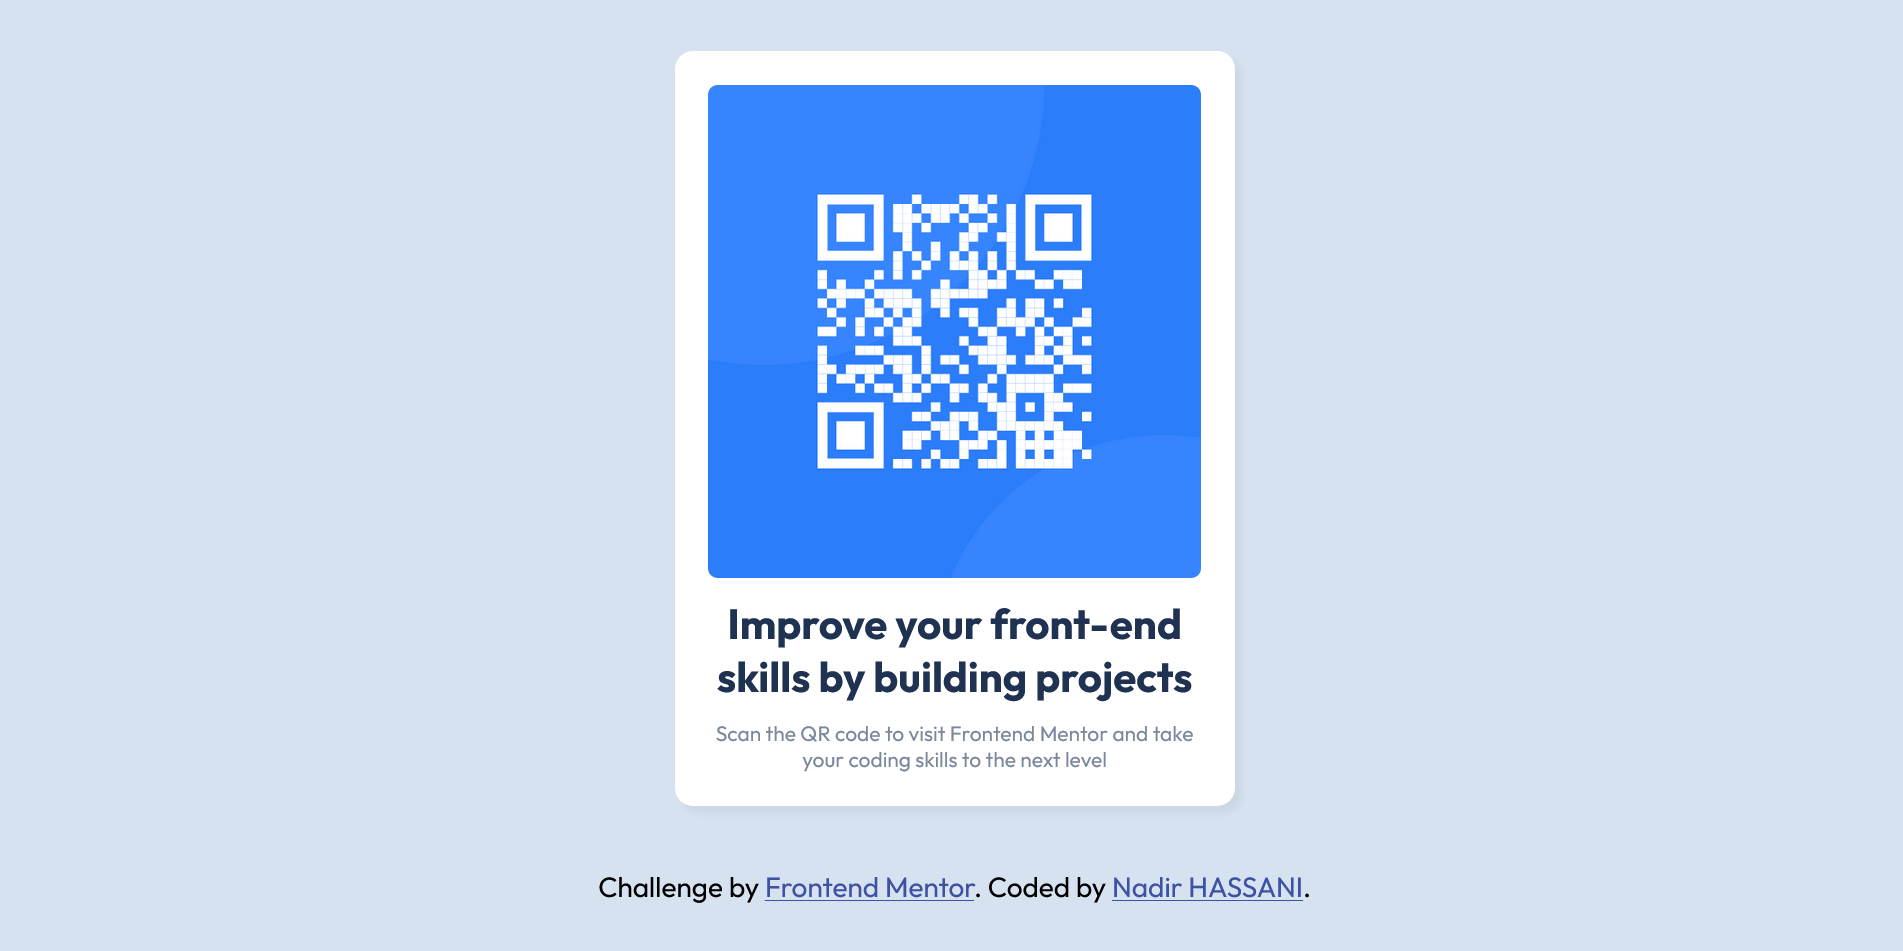 Improve your front-end
skills by building projects
Scan the QR code to visit Frontend Mentor and take
your coding skills to the next level
Challenge by Frontend Mentor. Coded by Nadir HASSANI.